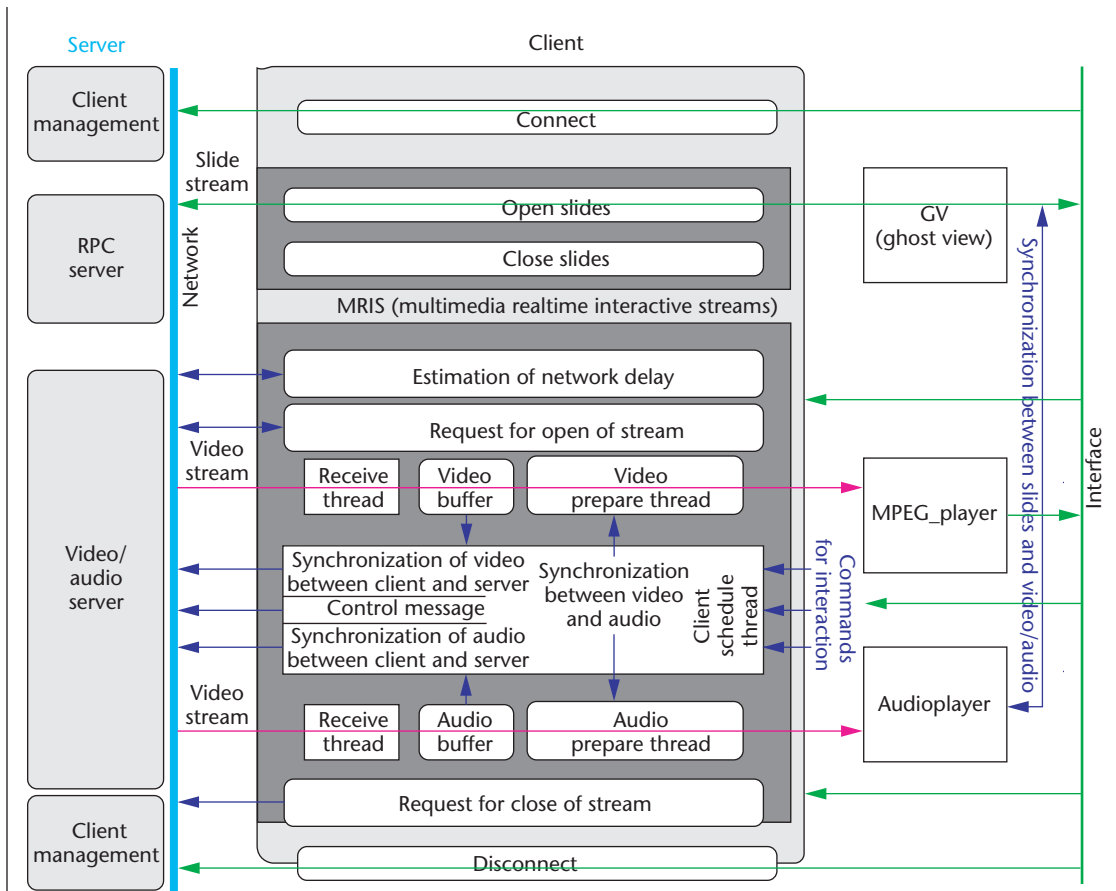 Server
Client
Client
management
Connect
Slide
stream
Open slides
GV
(ghost view)
RPC
server
Network
Close slides
MRIS (multimedia realtime interactive streams)
Synchronization between slides and video/audio
Interface
Estimation of network delay
Request for open of stream
Video
stream
Receive
thread
Video
buffer
Video
prepare thread
MPEG_player
Video/
audio
server
Synchronization of video
between client and server
Control message
Synchronization of audio
between client and server
Synchronization
between video
and audio
Client
schedule
thread
Commands
for interaction
Video
stream
Receive
thread
Audio
buffer
Audio
prepare thread
Audioplayer
Request for close of stream
Client
management
Disconnect